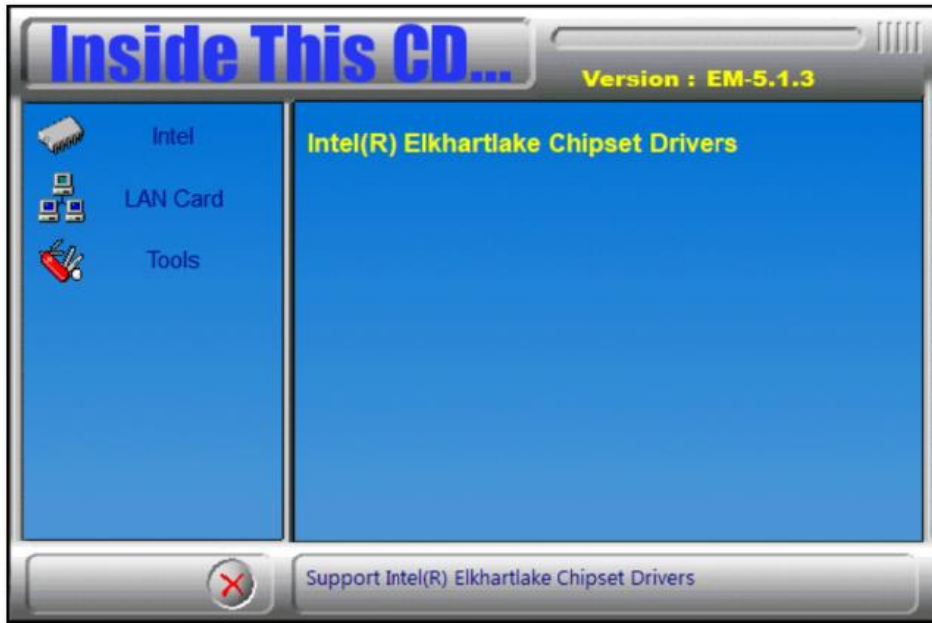 Inside This CD...
Version : EM-5.1.3
Intel
LAN Card
Tools
Intel(R) Elkhartlake Chipset Drivers
Support Intel(R) Elkhartlake Chipset Drivers